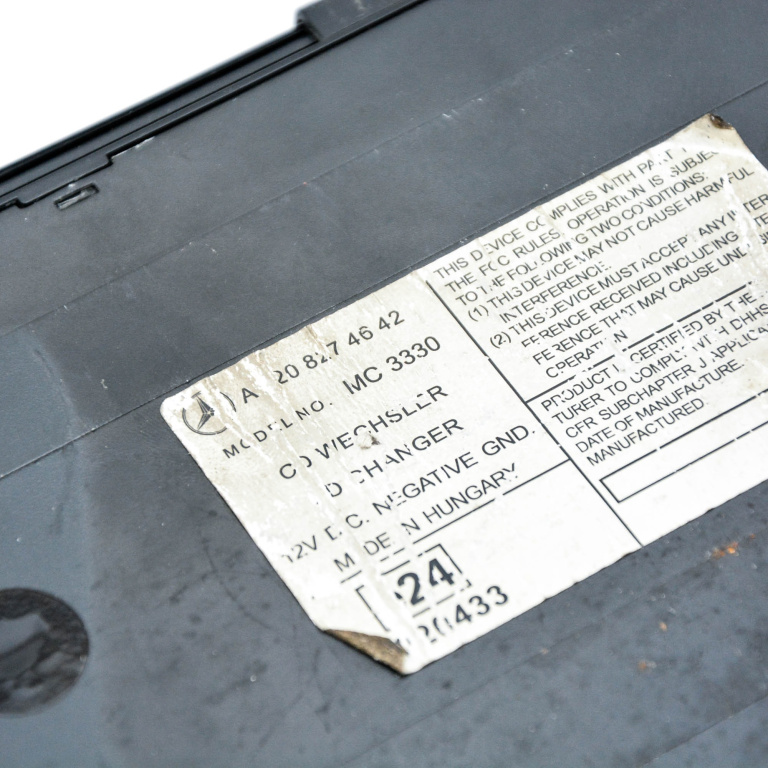 A 20 827 46 42
MODEL NO. MC 3330
CD WECHSLER
CD CHANGER
12V D.C. NEGATIVE GND.
MADE IN HUNGARY
24
433
THIS DEVICE COMPLIES WITH PART
THE FCC RULES. OPERATION IS SUBJE
TO THE FOLLOWING TWO CONDITIONS:
(1) THIS DEVICE MAY NOT CAUSE HARMFUL
INTERFERENCE.
(2) THIS DEVICE MUST ACCEPT ANY INTER
FERENCE RECEIVED INCLUDING INTE
FERENCE THAT MAY CAUSE UNDESI
OPERATION
PRODUCT CERTIFIED BY THE
TURER TO COMPLY WITH DHHS
CFR SUBCHAPTER J APPLICA
DATE OF MANUFACTURE.
MANUFACTURED